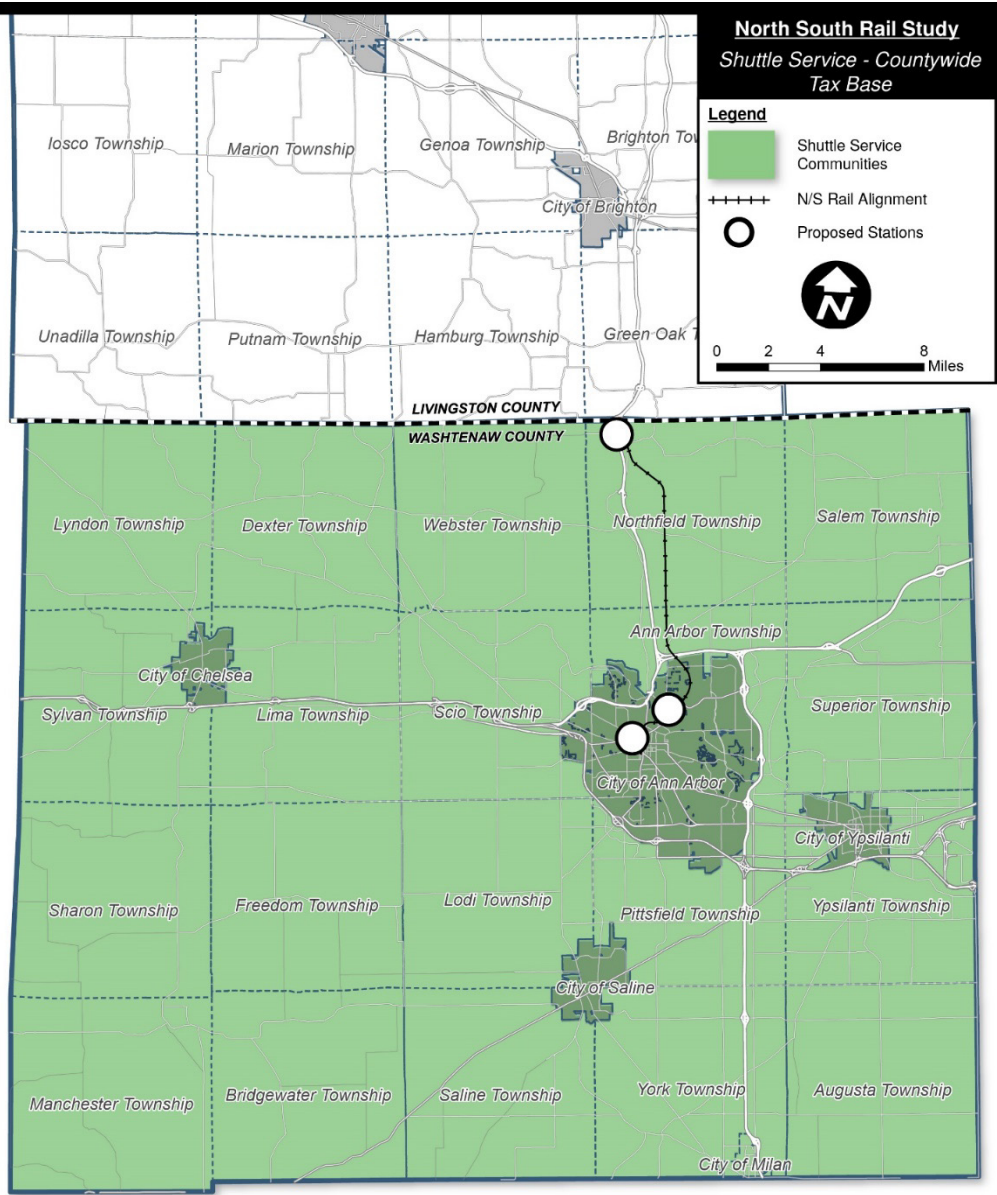 North South Rail Study
Shuttle Service - Countywide
Tax Base
Legend
Shuttle Service
Communities
N/S Rail Alignment
Proposed Stations
N
0 2 4 8
Miles
Iosco Township
Marion Township
Genoa Township
Brighton Tow
City of Brighton
Unadilla Township
Putnam Township
Hamburg Township
Green Oak T
LIVINGSTON COUNTY
WASHTENAW COUNTY
Lyndon Township
Dexter Township
Webster Township
Northfield Township
Salem Township
Ann Arbor Township
City of Chelsea
Sylvan Township
Lima Township
Scio Township
Superior Township
City of Ann Arbor
City of Ypsilanti
Sharon Township
Freedom Township
Lodi Township
Pittsfield Township
Ypsilanti Township
City of Saline
Manchester Township
Bridgewater Township
Saline Township
York Township
Augusta Township
City of Milan